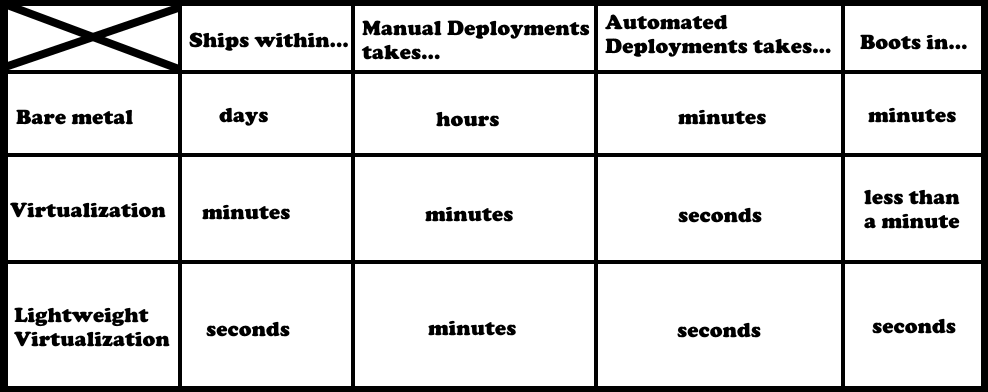 Ships within...
Manual Deployments
takes...
Automated
Deployments takes...
Boots in...
Bare metal
days
hours
minutes
minutes
Virtualization
minutes
minutes
seconds
less than
a minute
Lightweight
Virtualization
seconds
minutes
seconds
seconds